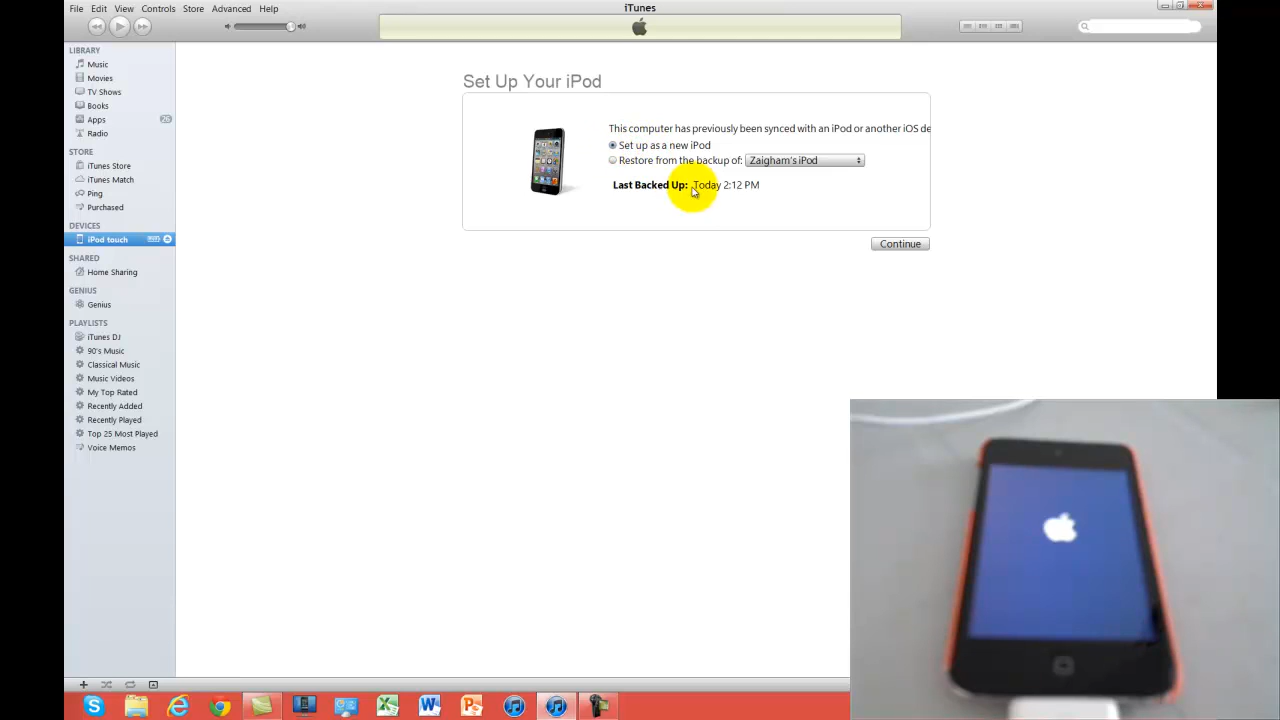 File Edit View Controls Store Advanced Help
iTunes
LIBRARY
Music
Movies
TV Shows
Books
Apps 26
Radio
STORE
iTunes Store
iTunes Match
Ping
Purchased
DEVICES
iPod touch
SHARED
Home Sharing
GENIUS
Genius
PLAYLISTS
iTunes DJ
90's Music
Classical Music
Music Videos
My Top Rated
Recently Added
Recently Played
Top 25 Most Played
Voice Memos
Set Up Your iPod
This computer has previously been synced with an iPod or another iOS de
Set up as a new iPod
Restore from the backup of: Zaigham's iPod
Last Backed Up: Today 2:12 PM
Continue